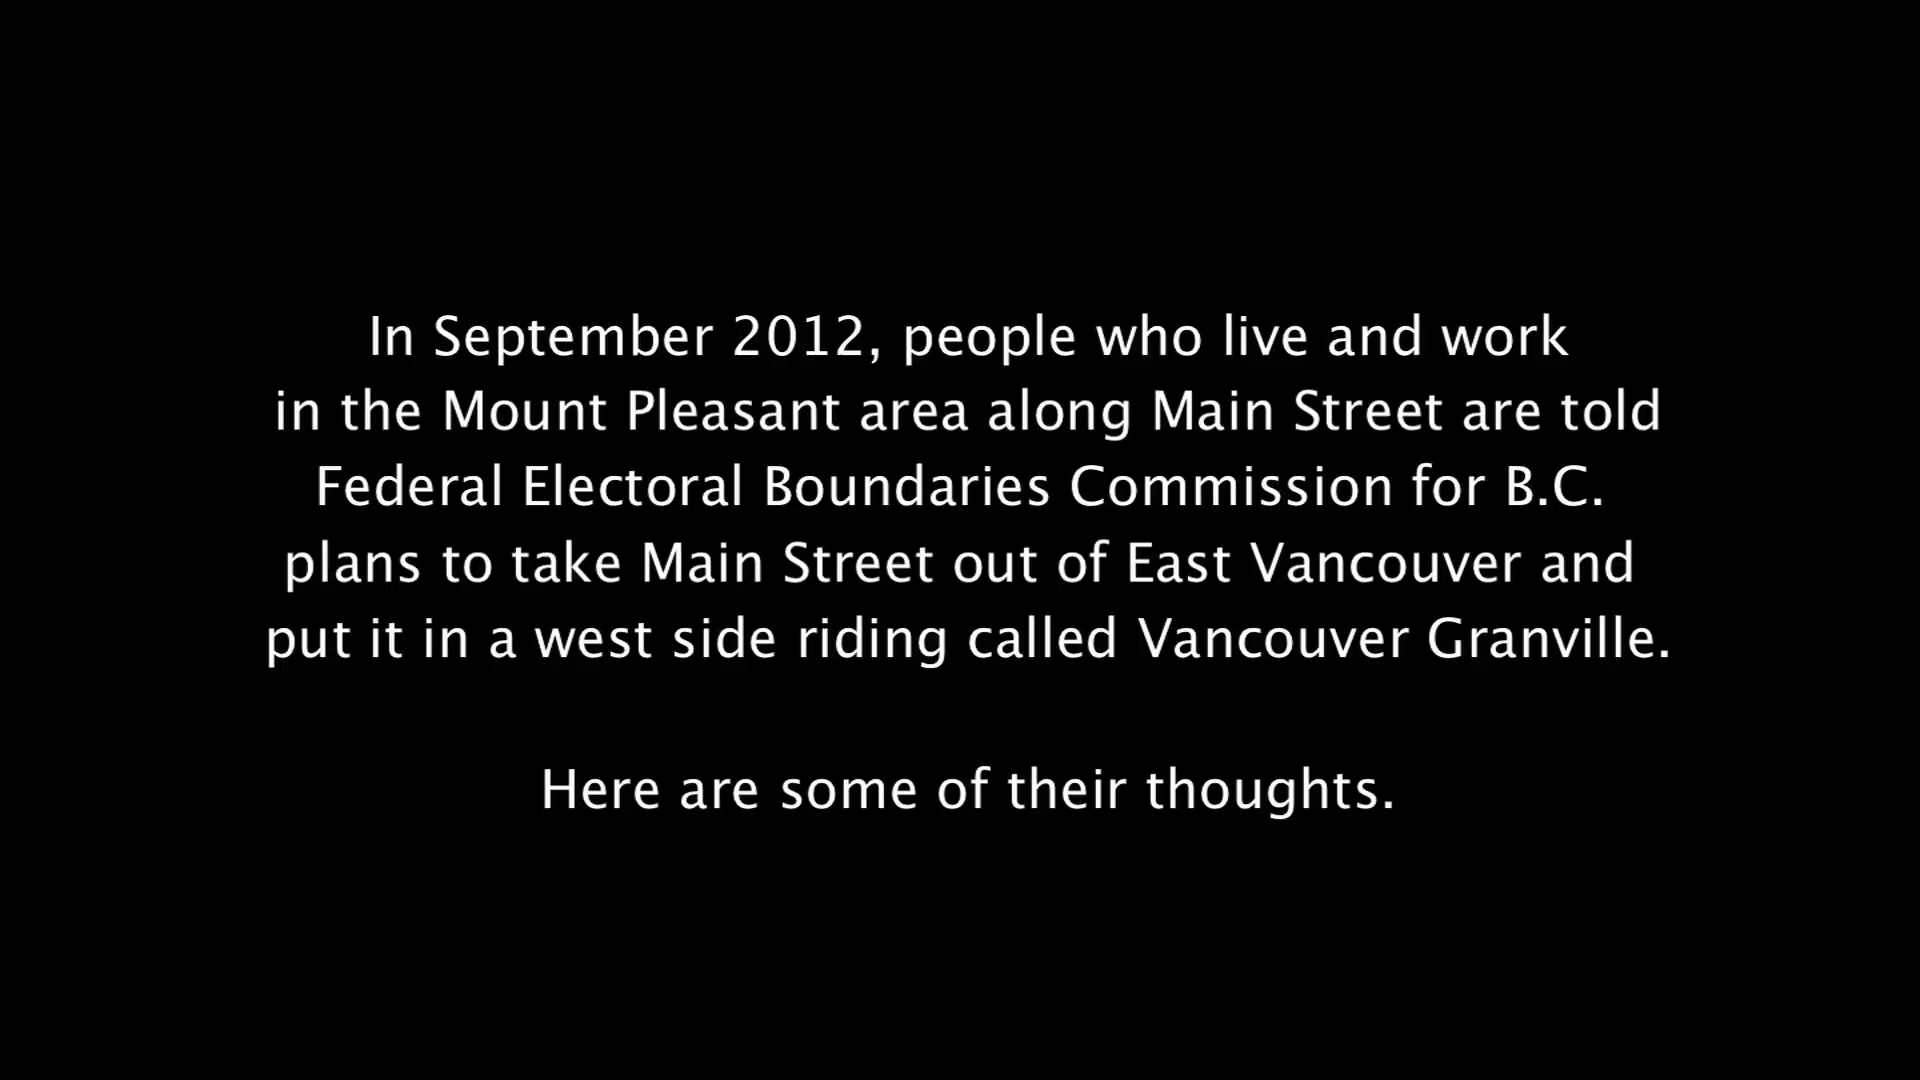 In September 2012, people who live and work
in the Mount Pleasant area along Main Street are told
Federal Electoral Boundaries Commission for B.C.
plans to take Main Street out of East Vancouver and
put it in a west side riding called Vancouver Granville.
Here are some of their thoughts.